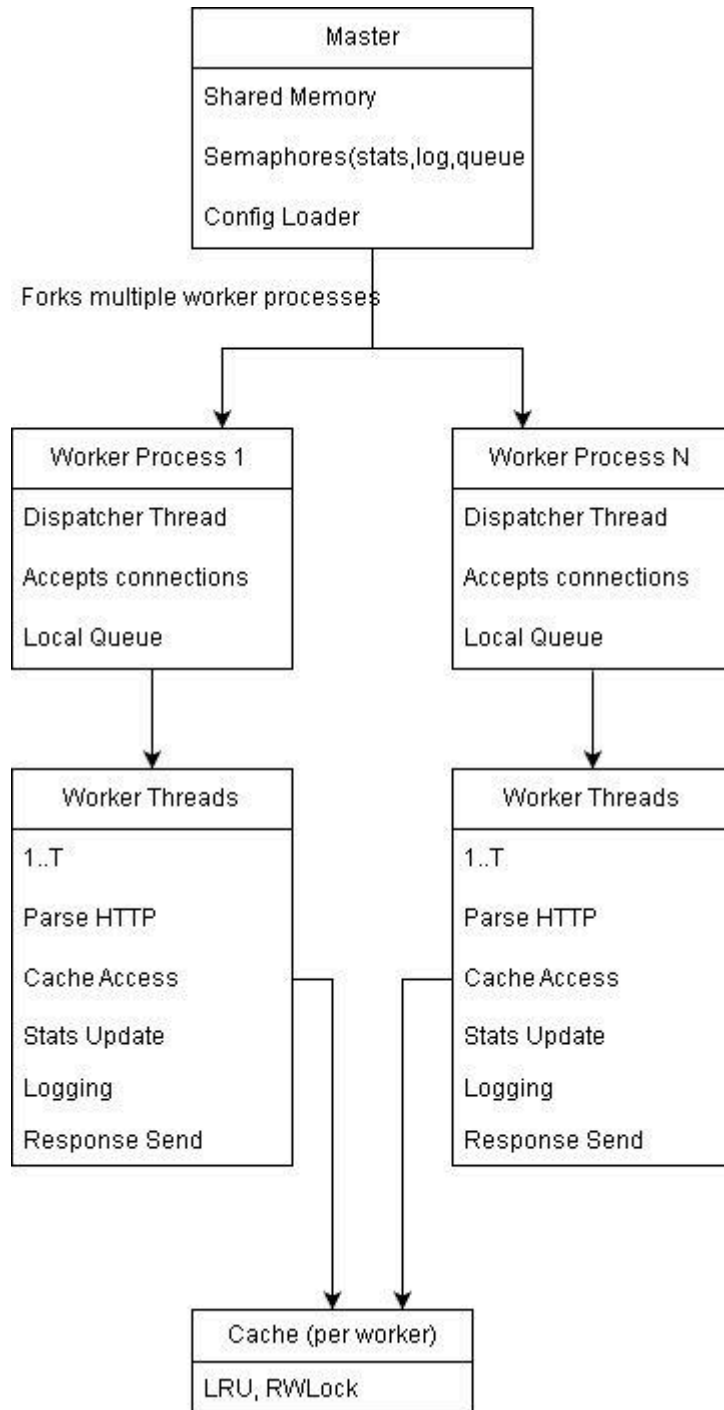 Master
Shared Memory
Semaphores(stats,log,queue
Config Loader
Forks multiple worker processes
Worker Process 1
Dispatcher Thread
Accepts connections
Local Queue
Worker Process N
Dispatcher Thread
Accepts connections
Local Queue
Worker Threads
1..T
Parse HTTP
Cache Access
Stats Update
Logging
Response Send
Worker Threads
1..T
Parse HTTP
Cache Access
Stats Update
Logging
Response Send
Cache (per worker)
LRU, RWLock